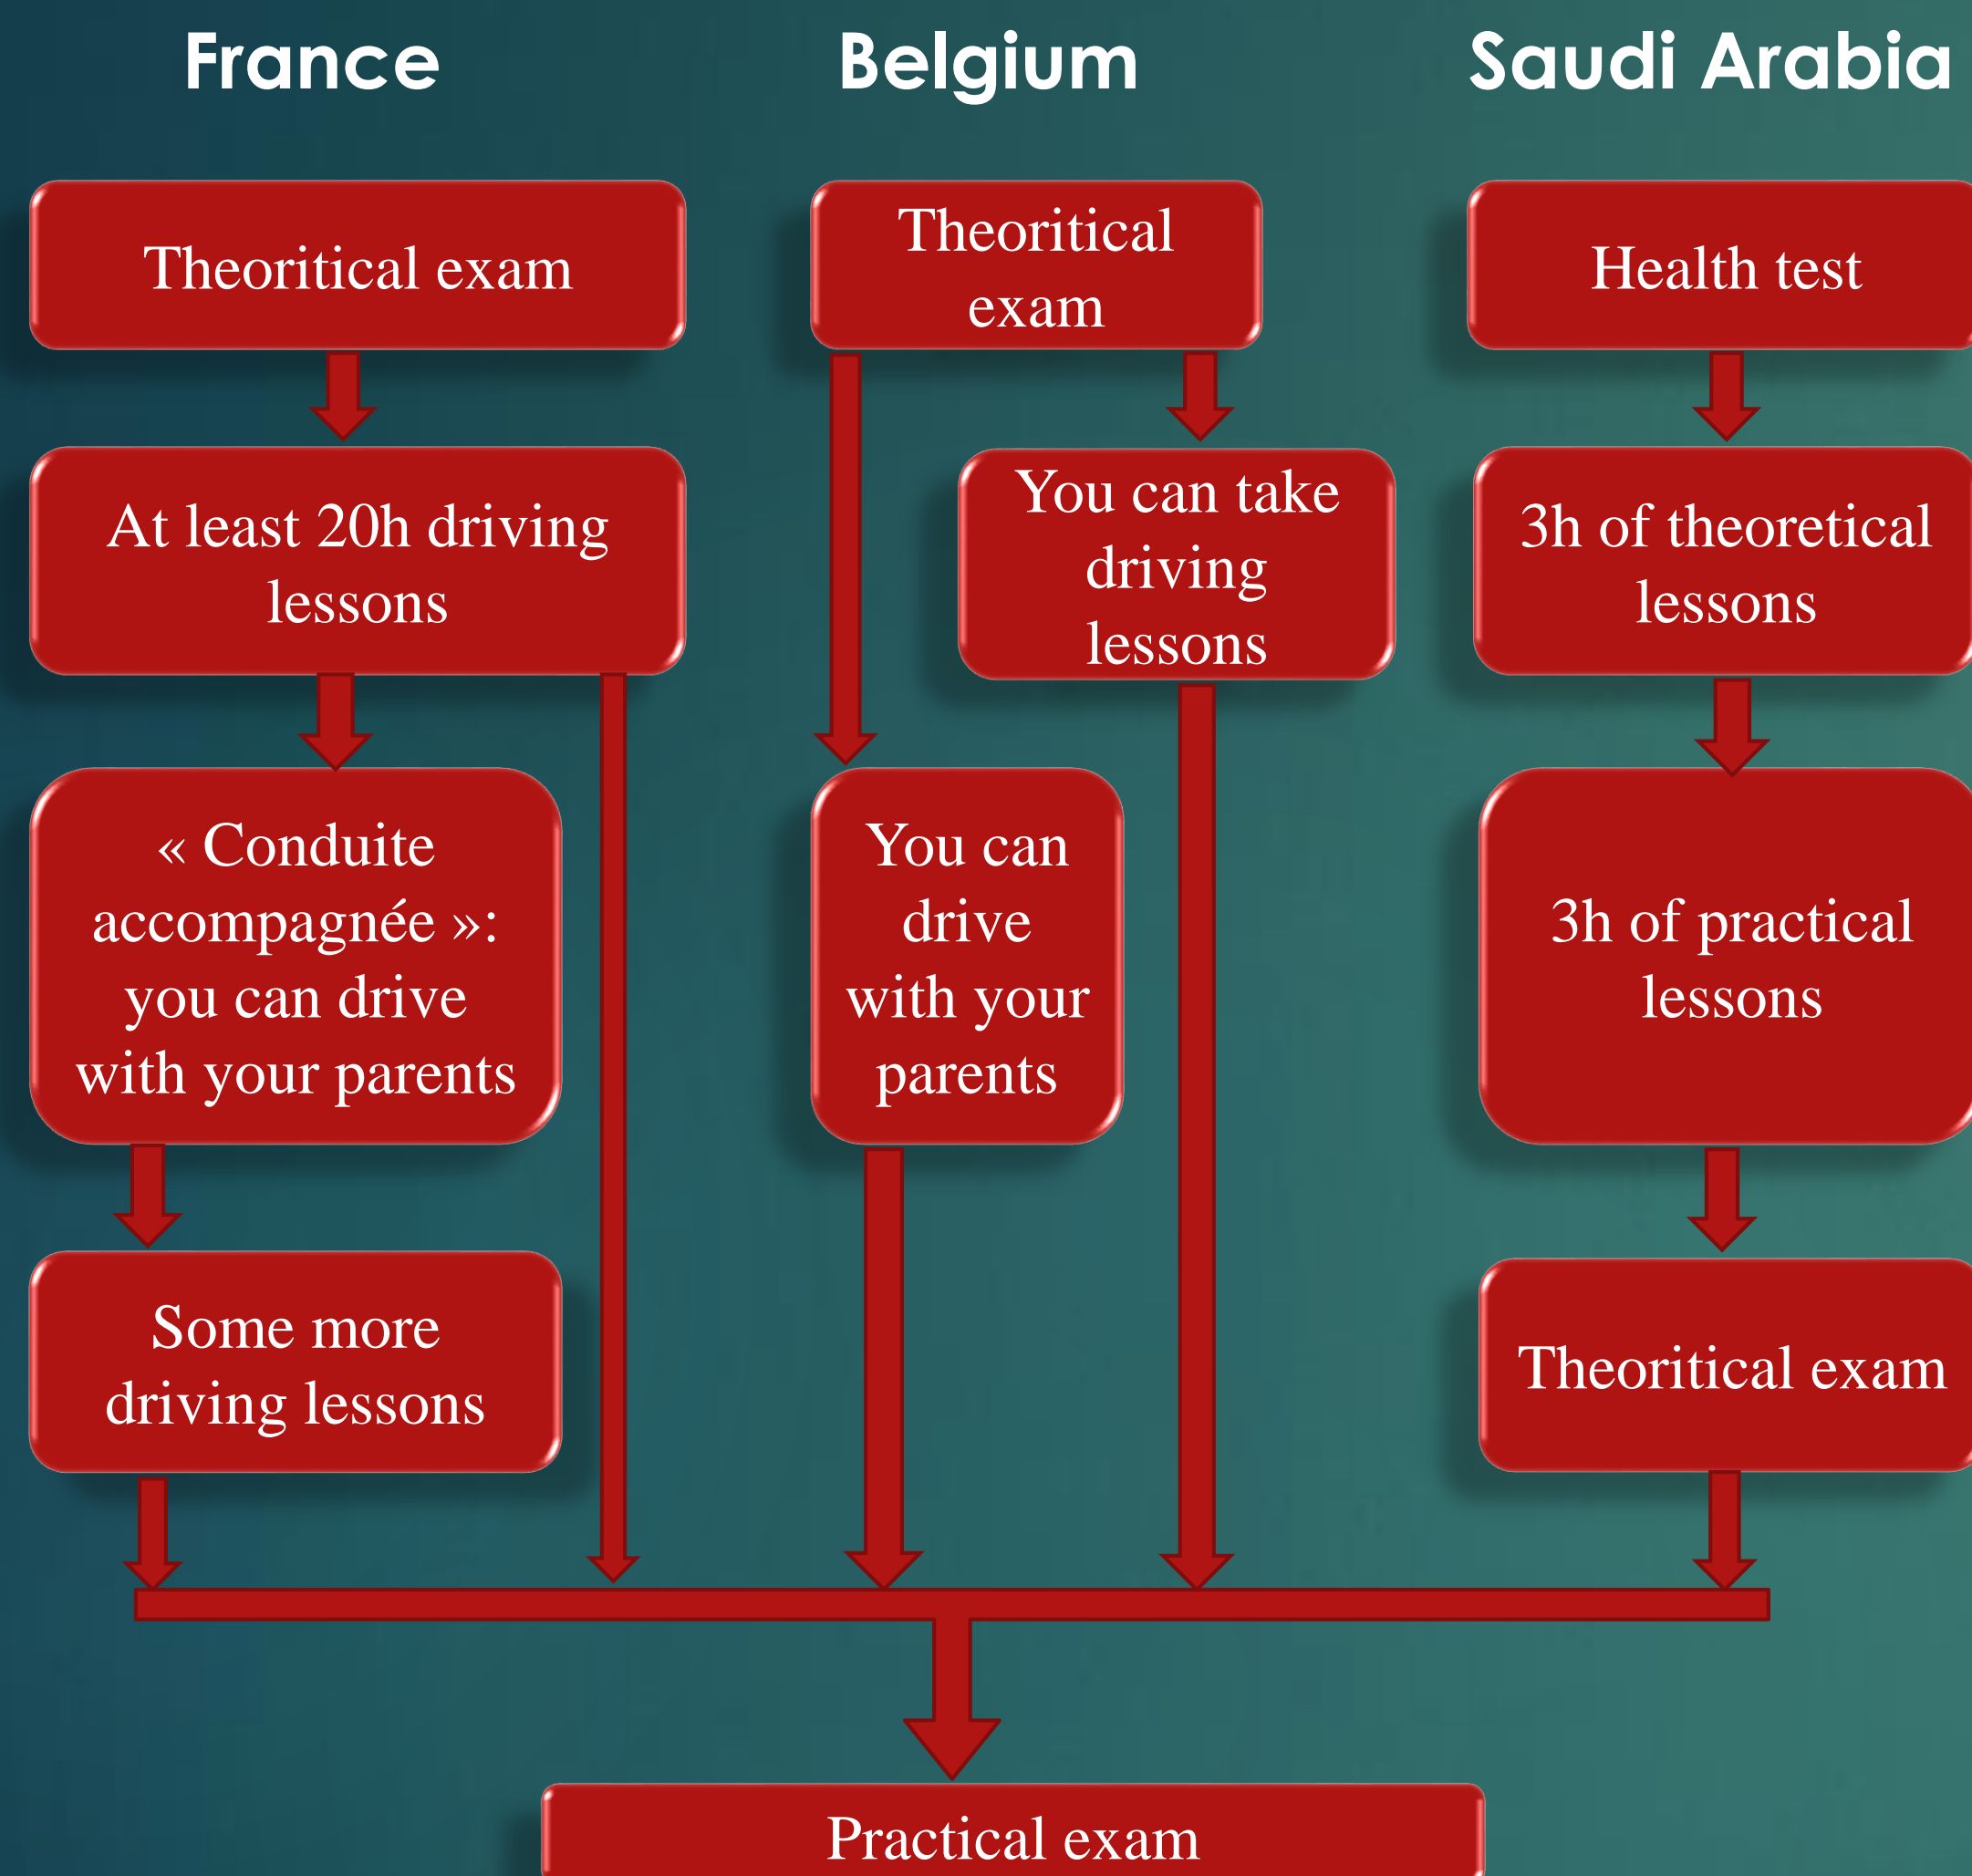 France
Belgium
Saudi Arabia
Theoritical exam
At least 20h driving
lessons
« Conduite
accompagnée »:
you can drive
with your parents
Some more
driving lessons
Theoritical
exam
You can take
driving
lessons
You can
drive
with your
parents
Health test
3h of theoretical
lessons
3h of practical
lessons
Theoritical exam
Practical exam